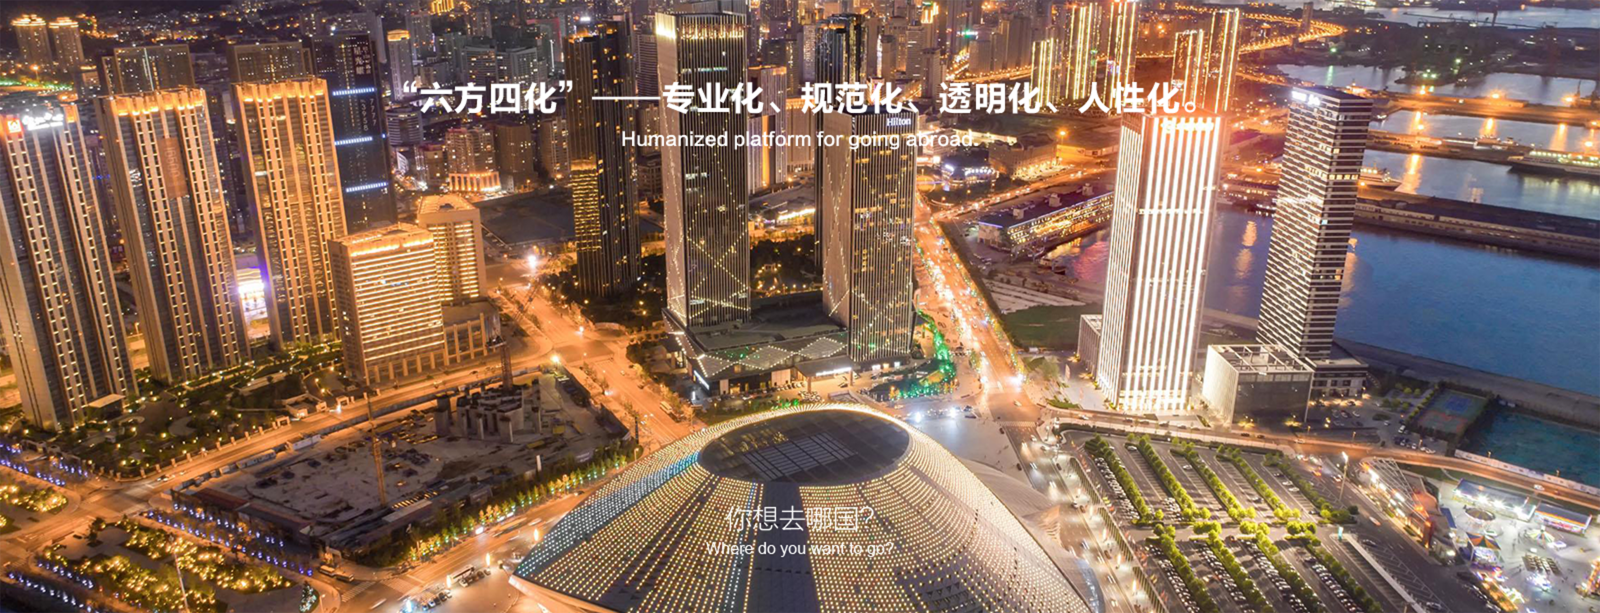 “六方四化”——专业化、规范化、透明化、人性化。
Humanized platform for going abroad.
Hilton
你想去哪国?
Where do you want to go?